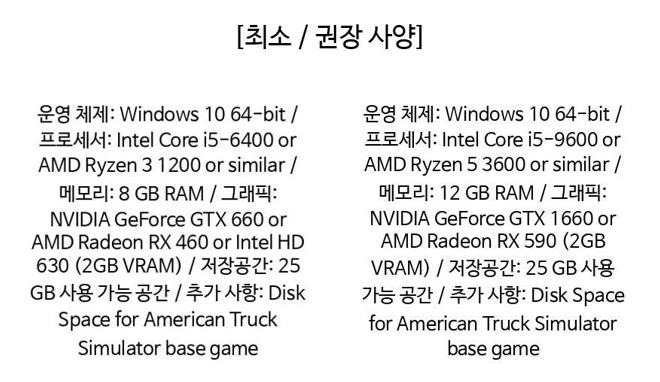 [최소 / 권장 사양]
운영 체제: Windows 10 64-bit /
프로세서: Intel Core i5-6400 or
AMD Ryzen 3 1200 or similar /
메모리: 8 GB RAM / 그래픽:
NVIDIA GeForce GTX 660 or
AMD Radeon RX 460 or Intel HD
630 (2GB VRAM) / 저장공간: 25
GB 사용 가능 공간 / 추가 사항: Disk
Space for American Truck
Simulator base game
운영 체제: Windows 10 64-bit /
프로세서: Intel Core i5-9600 or
AMD Ryzen 5 3600 or similar /
메모리: 12 GB RAM / 그래픽:
NVIDIA GeForce GTX 1660 or
AMD Radeon RX 590 (2GB
VRAM) / 저장공간: 25 GB 사용
가능 공간 / 추가 사항: Disk Space
for American Truck Simulator
base game